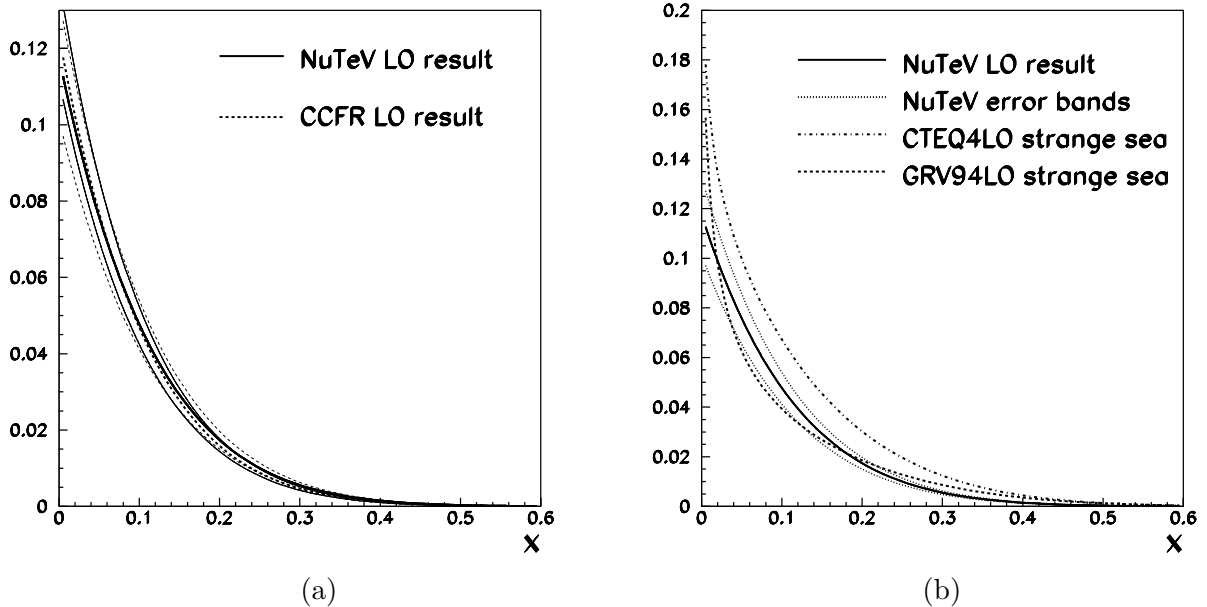 0.12
0.1
0.08
0.06
0.04
0.02
0
NuTeV LO result
CCFR LO result
0 0.1 0.2 0.3 0.4 0.5 0.6
x
(a)
0.2
0.18
0.16
0.14
0.12
0.1
0.08
0.06
0.04
0.02
0
NuTeV LO result
NuTeV error bands
CTEQ4LO strange sea
GRV94LO strange sea
0 0.1 0.2 0.3 0.4 0.5 0.6
x
(b)